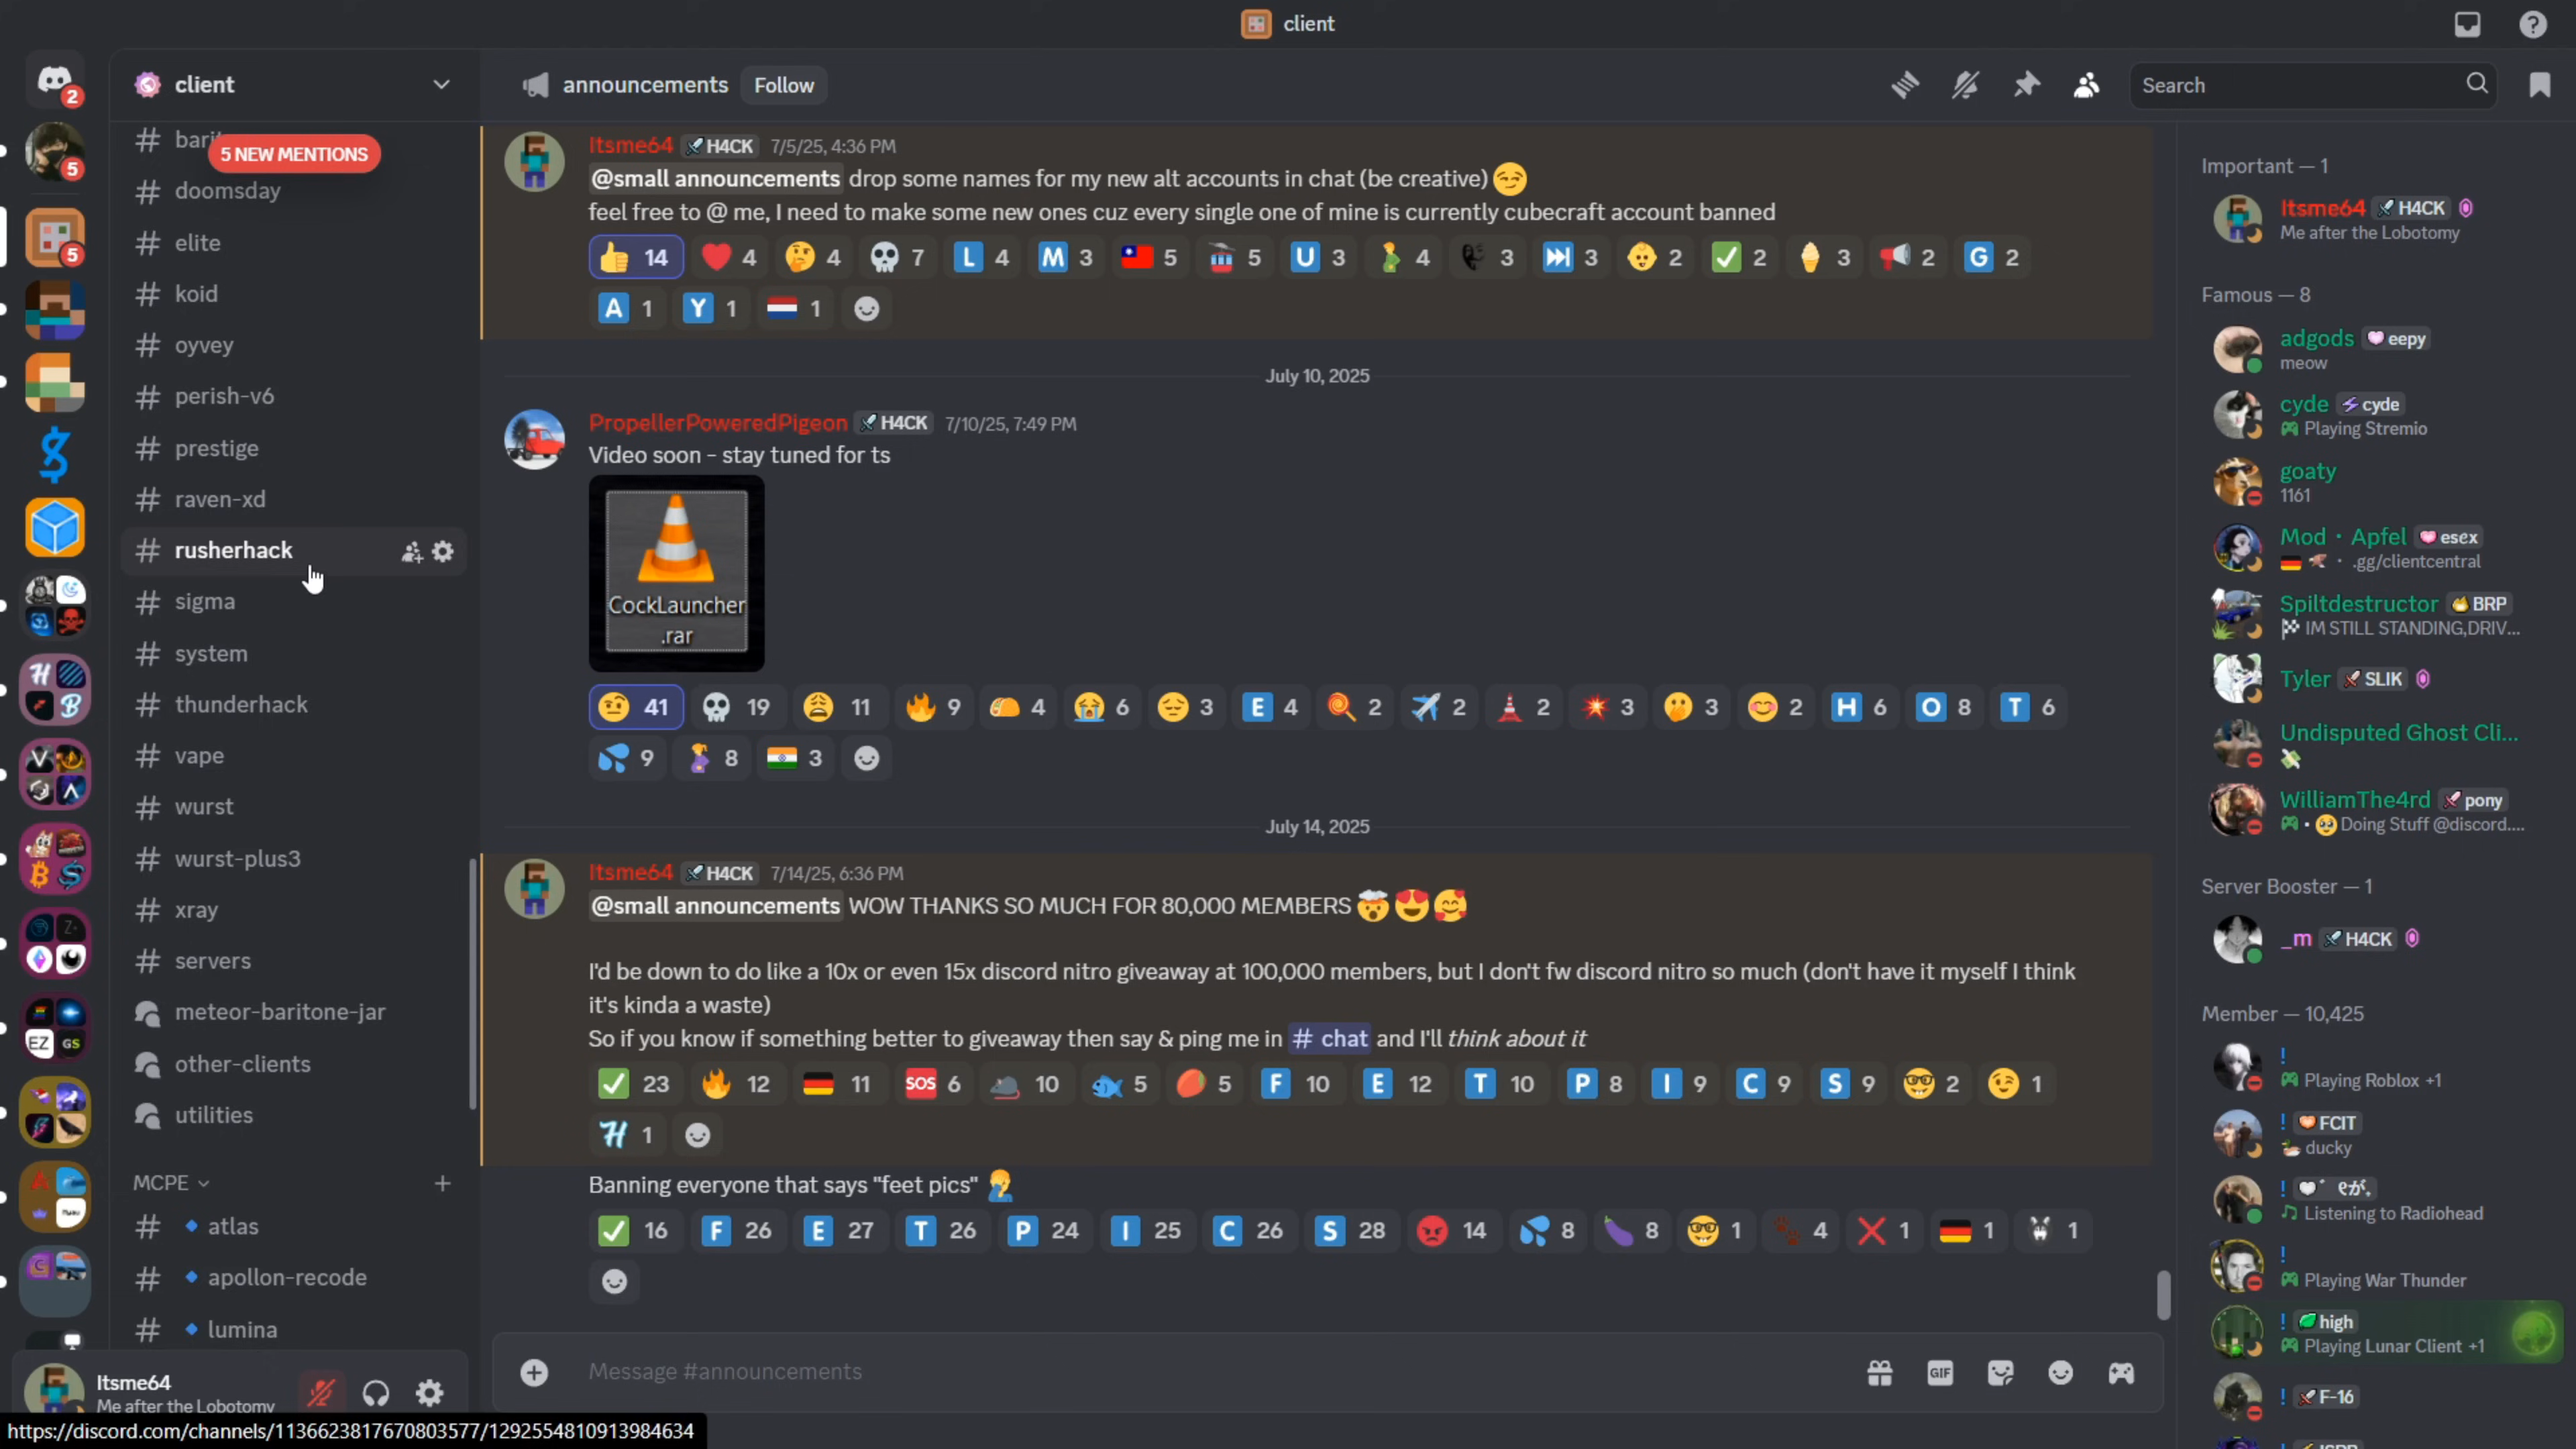 client
2
5
5
client
5 NEW MENTIONS
doomsday
elite
koid
oyvey
perish-v6
prestige
raven-xd
rusherhack
sigma
system
thunderhack
vape
wurst
wurst-plus3
xray
servers
meteor-baritone-jar
other-clients
utilities
MCPE
atlas
apollon-recode
lumina
EZ GS
Itsme64
Me after the Lobotomy
https://discord.com/channels/1136623817670803577/1292554810913984634
announcements Follow
Search
Itsme64 H4CK 7/5/25, 4:36 PM
@small announcements drop some names for my new alt accounts in chat (be creative) 😏
feel free to @ me, I need to make some new ones cuz every single one of mine is currently cubecraft account banned
14 4 4 7 L 4 M 3 5 5 U 3 4 3 3 2 2 3 2 G 2
A 1 Y 1 1
July 10, 2025
PropellerPoweredPigeon H4CK 7/10/25, 7:49 PM
Video soon - stay tuned for ts
CockLauncher
.rar
41 19 11 9 4 6 3 E 4 2 2 2 3 3 2 H 6 O 8 T 6
9 8 3
July 14, 2025
Itsme64 H4CK 7/14/25, 6:36 PM
@small announcements WOW THANKS SO MUCH FOR 80,000 MEMBERS 🤯😍🥰
I'd be down to do like a 10x or even 15x discord nitro giveaway at 100,000 members, but I don't fw discord nitro so much (don't have it myself I think
it's kinda a waste)
So if you know if something better to giveaway then say & ping me in # chat and I'll think about it
23 12 11 SOS 6 10 5 5 F 10 E 12 T 10 P 8 I 9 C 9 S 9 2 1
H 1
Banning everyone that says "feet pics" 🤦
16 F 26 E 27 T 26 P 24 I 25 C 26 S 28 14 8 8 1 4 1 1 1
Message #announcements
GIF
Important — 1
Itsme64 H4CK
Me after the Lobotomy
Famous — 8
adgods eepy
meow
cyde cyde
Playing Stremio
goaty
1161
Mod · Apfel esex
.gg/clientcentral
Spiltdestructor BRP
IM STILL STANDING,DRIV...
Tyler SLIK
Undisputed Ghost Cli...
WilliamThe4rd pony
Doing Stuff @discord....
Server Booster — 1
_m H4CK
Member — 10,425
!
Playing Roblox +1
! FCIT
ducky
!
Listening to Radiohead
!
Playing War Thunder
! high
Playing Lunar Client +1
! F-16